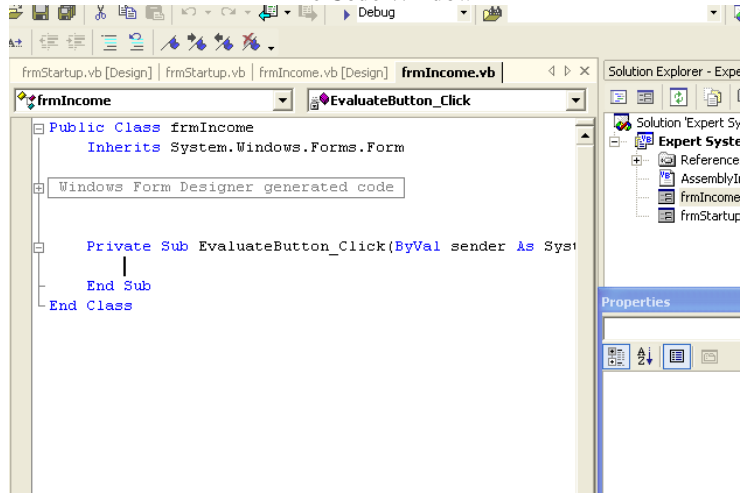 Debug
frmStartup.vb [Design] frmStartup.vb frmIncome.vb [Design] frmIncome.vb
Solution Explorer - Expe
frmIncome EvaluateButton_Click
Public Class frmIncome
Inherits System.Windows.Forms.Form
Windows Form Designer generated code
Private Sub EvaluateButton_Click(ByVal sender As Syst
End Sub
End Class
Solution 'Expert Sy
Expert Syste
Reference
AssemblyI
frmIncome
frmStartup
Properties